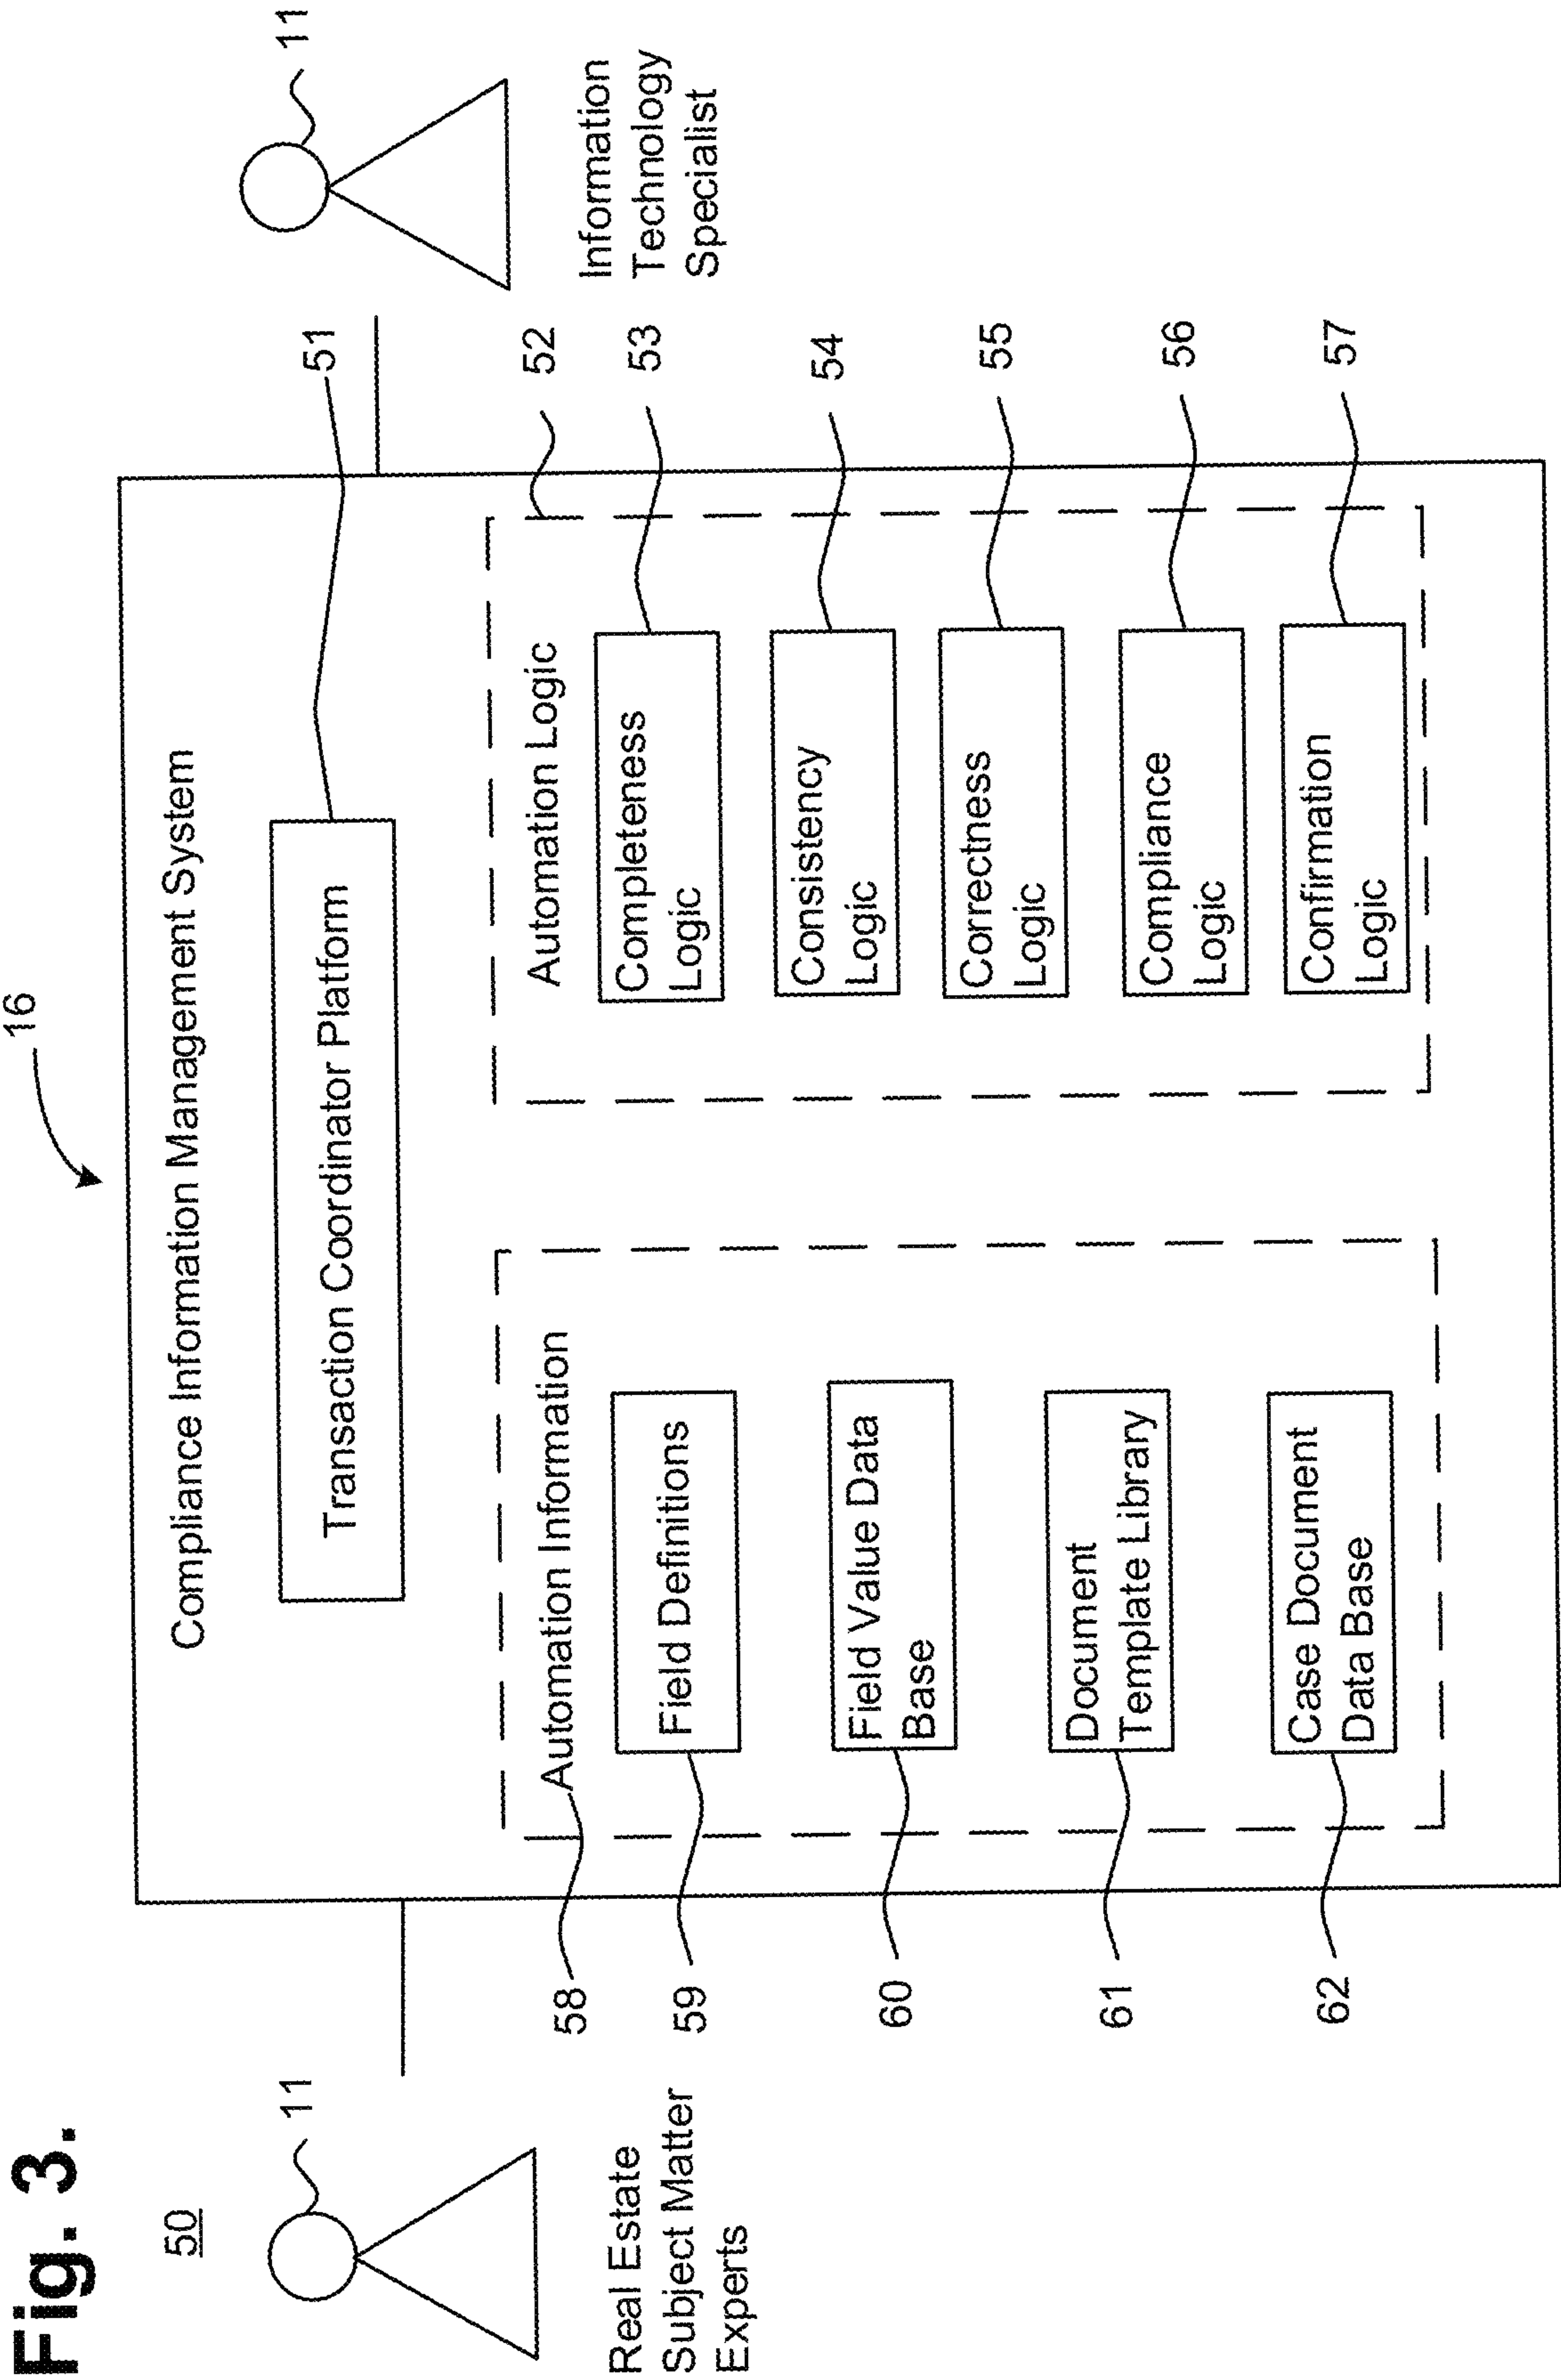 Fig. 3.
50
16
11
Real Estate
Subject Matter
Experts
11
Information
Technology
Specialist
Compliance Information Management System
Transaction Coordinator Platform
51
Automation Information
58
Field Definitions
59
Field Value Data
Base
60
Document
Template Library
61
Case Document
Data Base
62
Automation Logic
52
Completeness
Logic
53
Consistency
Logic
54
Correctness
Logic
55
Compliance
Logic
56
Confirmation
Logic
57